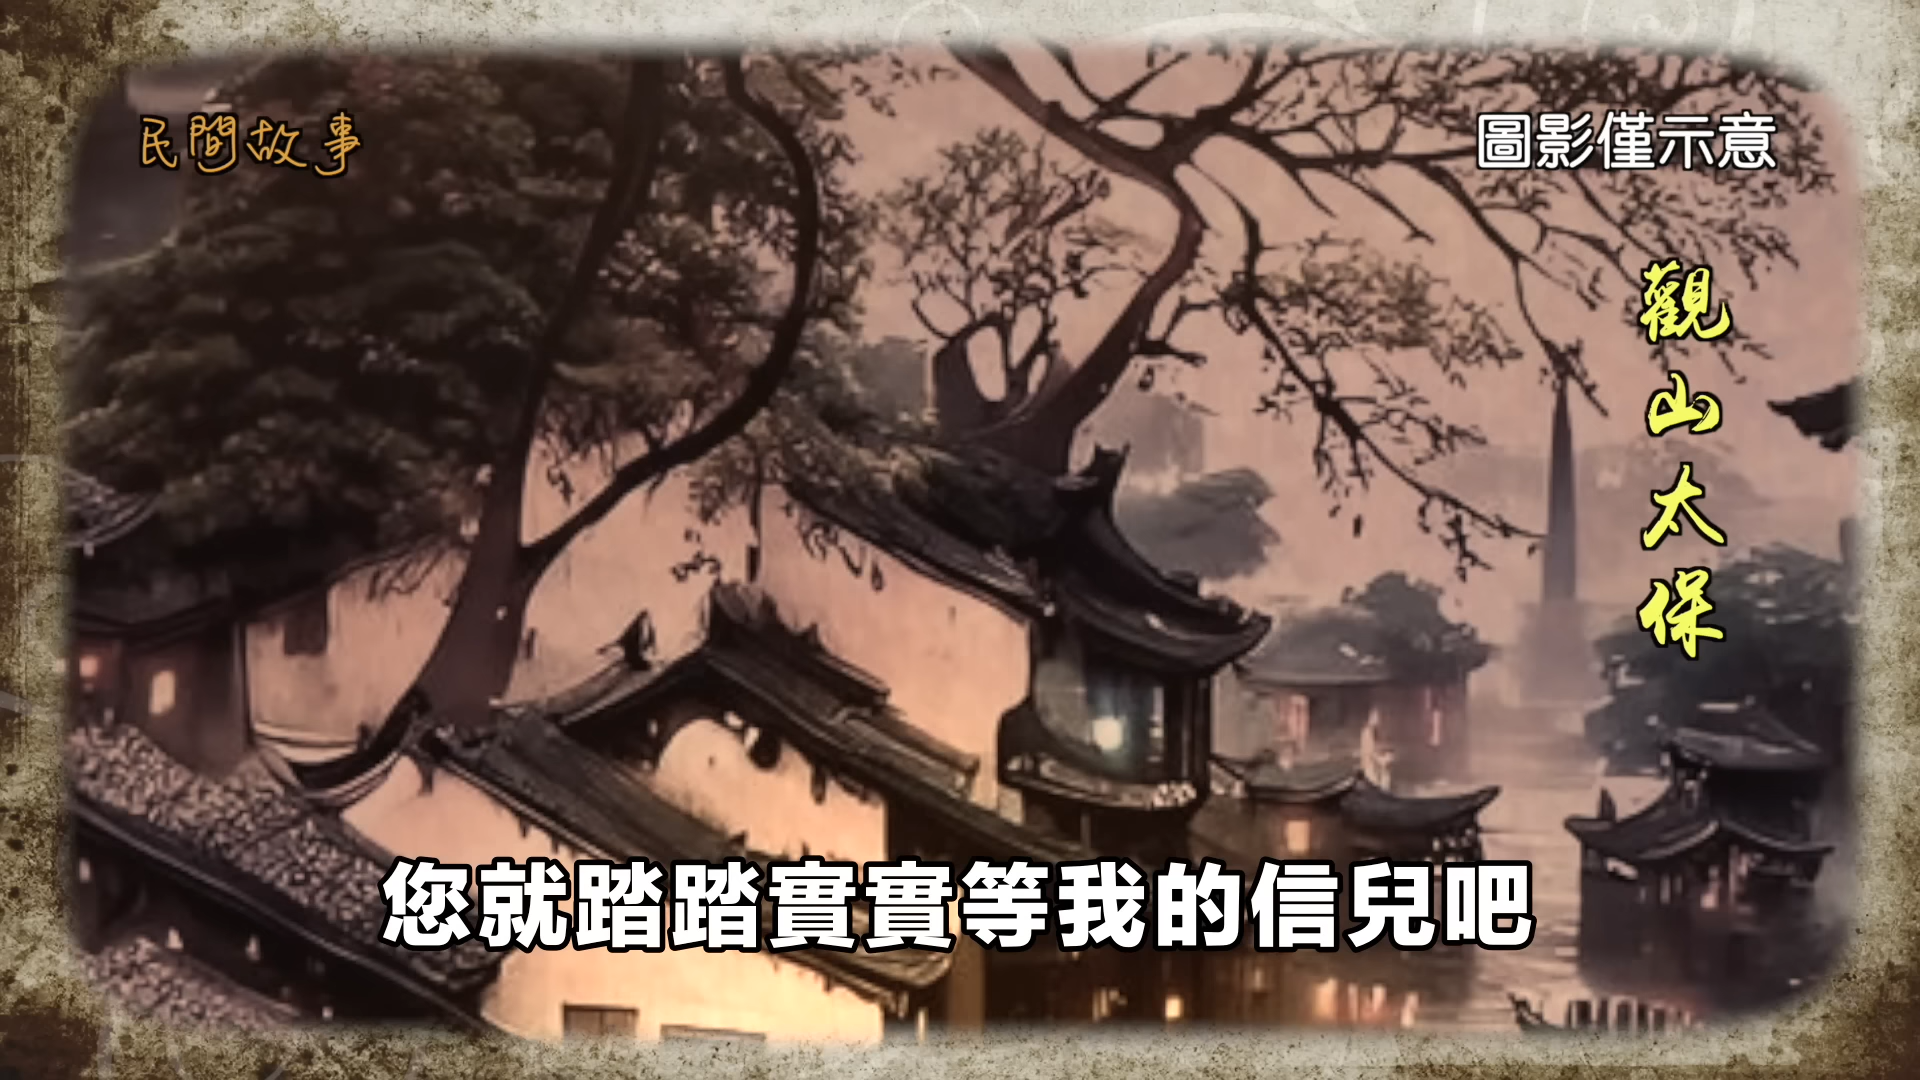 民間故事
圖影僅示意
觀山太保
您就踏踏實實等我的信兒吧